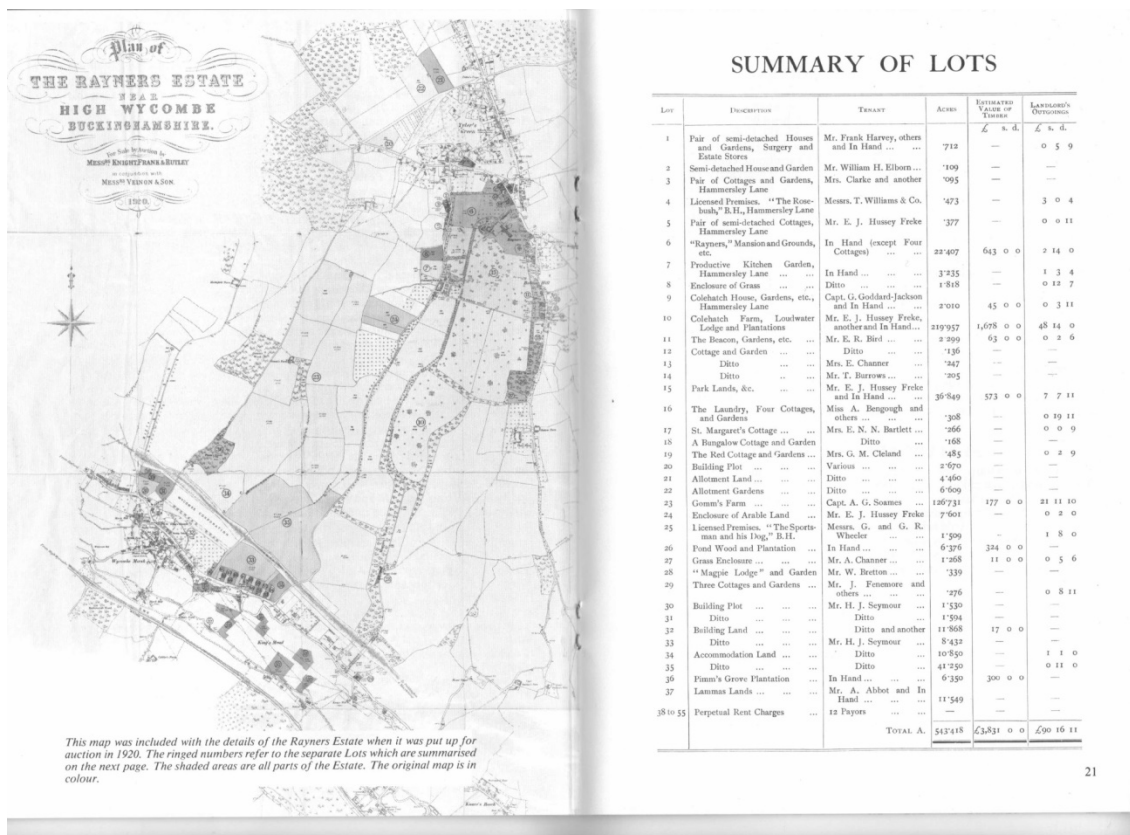 Plan of
THE RAYNERS ESTATE
NEAR
HIGH WYCOMBE
BUCKINGHAMSHIRE.
For Sale by Auction by
MESSRS KNIGHT, FRANK & RUTLEY
in conjunction with
MESSRS VERNON & SON.
1920.
Tyler's Green
Wycombe Marsh
King's Mead
This map was included with the details of the Rayners Estate when it was put up for
auction in 1920. The ringed numbers refer to the separate Lots which are summarised
on the next page. The shaded areas are all parts of the Estate. The original map is in
colour.
SUMMARY OF LOTS
LOT DESCRIPTION TENANT ACRES ESTIMATED VALUE OF TIMBER LANDLORD'S OUTGOINGS
£ s. d. £ s. d.
1 Pair of semi-detached Houses Mr. Frank Harvey, others
and Gardens, Surgery and and In Hand ... ... ·712 — 0 5 9
Estate Stores
2 Semi-detached House and Garden Mr. William H. Elborn ... ·109 — —
3 Pair of Cottages and Gardens, Mrs. Clarke and another ·095 — —
Hammersley Lane
4 Licensed Premises. "The Rose- Messrs. T. Williams & Co. ·473 — 3 0 4
bush," B.H., Hammersley Lane
5 Pair of semi-detached Cottages, Mr. E. J. Hussey Freke ·377 — 0 0 11
Hammersley Lane
6 "Rayners," Mansion and Grounds, In Hand (except Four
etc. Cottages) ... ... 22·407 643 0 0 2 14 0
7 Productive Kitchen Garden,
Hammersley Lane ... ... In Hand ... ... ... 3·235 — 1 3 4
8 Enclosure of Grass ... ... Ditto ... ... ... 1·818 — 0 12 7
9 Colehatch House, Gardens, etc., Capt. G. Goddard-Jackson
Hammersley Lane and In Hand ... ... 2·010 45 0 0 0 3 11
10 Colehatch Farm, Loudwater Mr. E. J. Hussey Freke,
Lodge and Plantations another and In Hand... 219·957 1,678 0 0 48 14 0
11 The Beacon, Gardens, etc. ... Mr. E. R. Bird ... ... 2·299 63 0 0 0 2 6
12 Cottage and Garden ... ... Ditto ... ·136 — —
13 Ditto ... ... Mrs. E. Channer ... ·247 — —
14 Ditto ... ... Mr. T. Burrows ... ... ·205 — —
15 Park Lands, &c. ... ... Mr. E. J. Hussey Freke
and In Hand ... ... 36·849 573 0 0 7 7 11
16 The Laundry, Four Cottages, Miss A. Bengough and
and Gardens others ... ... ... ·308 — 0 19 11
17 St. Margaret's Cottage ... ... Mrs. E. N. N. Bartlett ... ·266 — 0 0 9
18 A Bungalow Cottage and Garden Ditto ... ·168 — —
19 The Red Cottage and Gardens ... Mrs. G. M. Cleland ... ·485 — 0 2 9
20 Building Plot ... ... ... Various ... ... ... 2·670 — —
21 Allotment Land ... ... ... Ditto ... ... ... 4·460 — —
22 Allotment Gardens ... ... Ditto ... ... ... 6·609 — —
23 Gomm's Farm ... ... ... Capt. A. G. Soames ... 126·731 177 0 0 21 11 10
24 Enclosure of Arable Land ... Mr. E. J. Hussey Freke 7·601 — 0 2 0
25 Licensed Premises. "The Sports- Messrs. G. and G. R.
man and his Dog," B.H. Wheeler ... ... 1·509 — 1 8 0
26 Pond Wood and Plantation ... In Hand ... ... ... 6·376 324 0 0 —
27 Grass Enclosure ... ... ... Mr. A. Channer ... ... 1·268 11 0 0 0 5 6
28 "Magpie Lodge" and Garden Mr. W. Bretton ... ... ·339 — —
29 Three Cottages and Gardens ... Mr. J. Fenemore and
others ... ... ... ·276 — 0 8 11
30 Building Plot ... ... ... Mr. H. J. Seymour ... 1·530 — —
31 Ditto ... ... ... Ditto ... 1·594 — —
32 Building Land ... ... ... Ditto and another 11·868 17 0 0 —
33 Ditto ... ... ... Mr. H. J. Seymour ... 8·432 — —
34 Accommodation Land ... ... Ditto ... 10·850 — 1 1 0
35 Ditto ... ... ... Ditto ... 41·250 — 0 11 0
36 Pimm's Grove Plantation ... In Hand ... ... ... 6·350 300 0 0 —
37 Lammas Lands ... ... ... Mr. A. Abbot and In
Hand ... ... ... 11·549 — —
38 to 55 Perpetual Rent Charges ... 12 Payors ... ... — — —
TOTAL A. 543·418 £3,831 0 0 £90 16 11
21